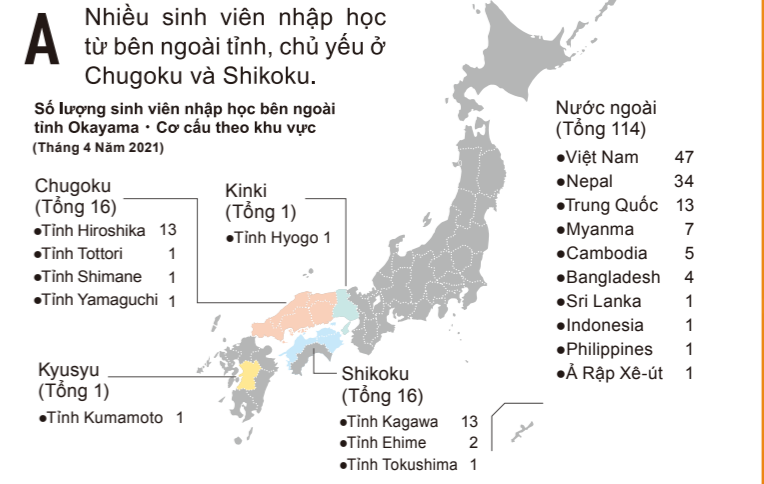 A
Nhiều sinh viên nhập học
từ bên ngoài tỉnh, chủ yếu ở
Chugoku và Shikoku.
Số lượng sinh viên nhập học bên ngoài
tỉnh Okayama・Cơ cấu theo khu vực
(Tháng 4 Năm 2021)
Chugoku
(Tổng 16)
●Tỉnh Hiroshika 13
●Tỉnh Tottori 1
●Tỉnh Shimane 1
●Tỉnh Yamaguchi 1
Kinki
(Tổng 1)
●Tỉnh Hyogo 1
Kyusyu
(Tổng 1)
●Tỉnh Kumamoto 1
Shikoku
(Tổng 16)
●Tỉnh Kagawa 13
●Tỉnh Ehime 2
●Tỉnh Tokushima 1
Nước ngoài
(Tổng 114)
●Việt Nam 47
●Nepal 34
●Trung Quốc 13
●Myanma 7
●Cambodia 5
●Bangladesh 4
●Sri Lanka 1
●Indonesia 1
●Philippines 1
●Ả Rập Xê-út 1